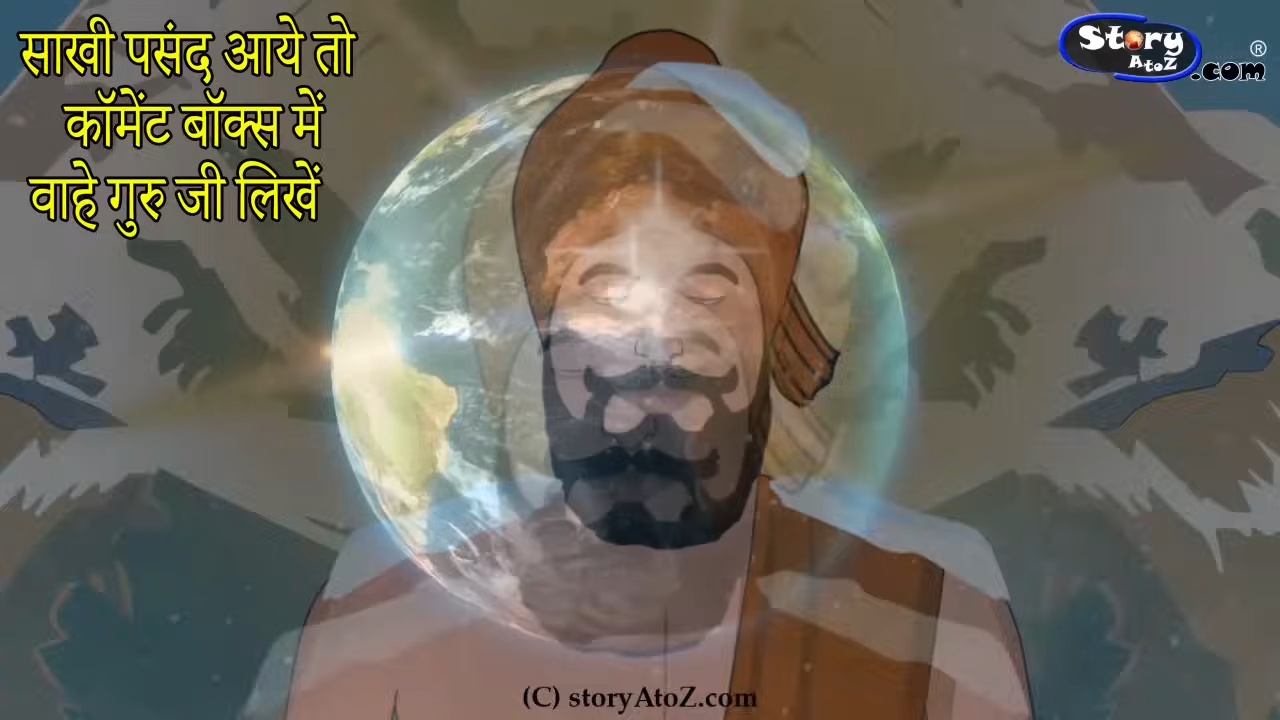 साखी पसंद आये तो
कॉमेंट बॉक्स में
वाहे गुरु जी लिखें
Story
AtoZ
.com
®
(C) storyAtoZ.com